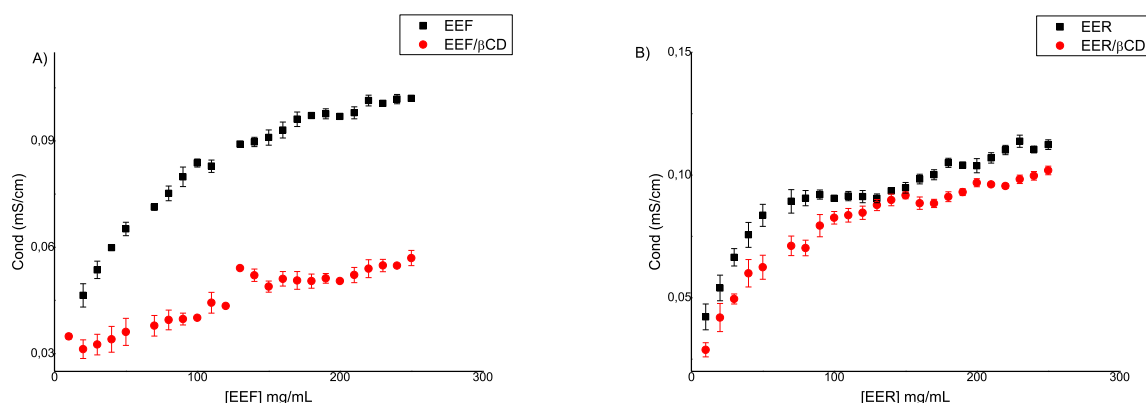 EEF
EEF/βCD
A)
0,09
0,06
0,03
Cond (mS/cm)
0
100
200
300
[EEF] mg/mL
EER
EER/βCD
B)
0,15
0,10
0,05
Cond (mS/cm)
0
100
200
300
[EER] mg/mL